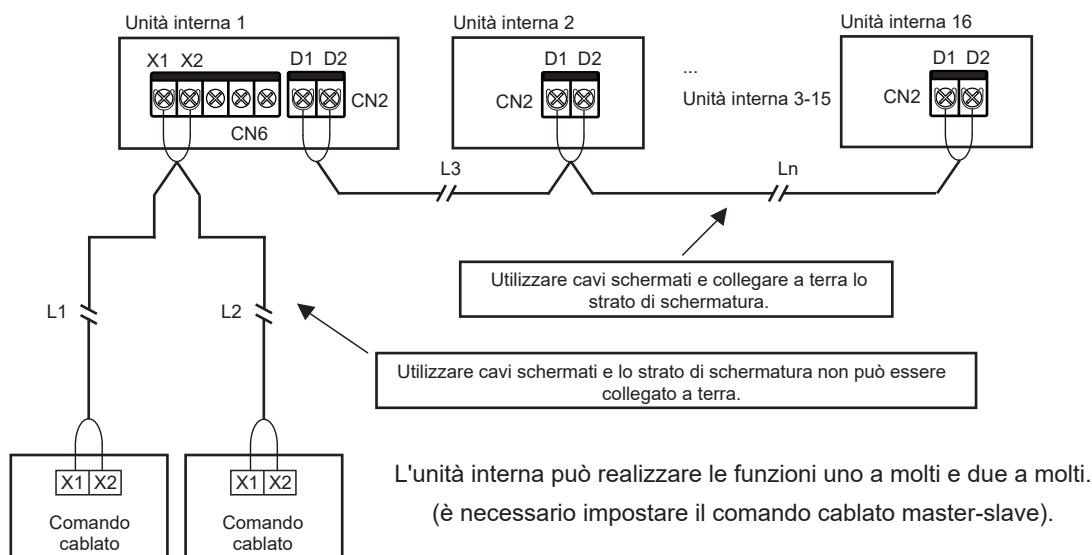 Unità interna 1
Unità interna 2
Unità interna 16
X1 X2
D1 D2
CN2
CN6
D1 D2
CN2
...
Unità interna 3-15
D1 D2
CN2
L3
Ln
Utilizzare cavi schermati e collegare a terra lo
strato di schermatura.
L1
L2
Utilizzare cavi schermati e lo strato di schermatura non può essere
collegato a terra.
X1 X2
Comando
cablato
X1 X2
Comando
cablato
L'unità interna può realizzare le funzioni uno a molti e due a molti.
(è necessario impostare il comando cablato master-slave).